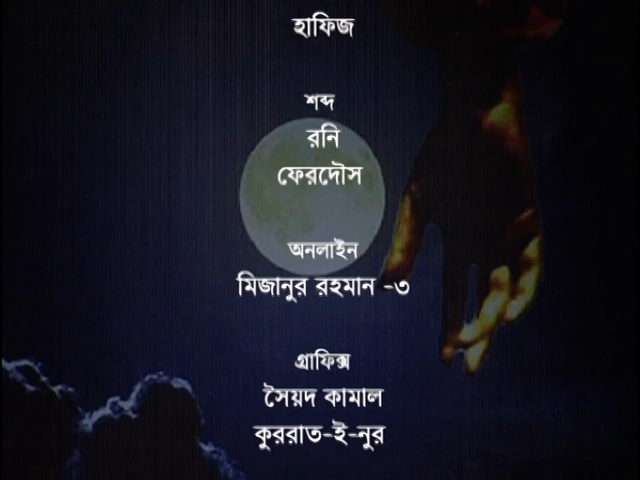 হাফিজ
শব্দ
রনি
ফেরদৌস
অনলাইন
মিজানুর রহমান -৩
গ্রাফিক্স
সৈয়দ কামাল
কুররাত-ই-নুর